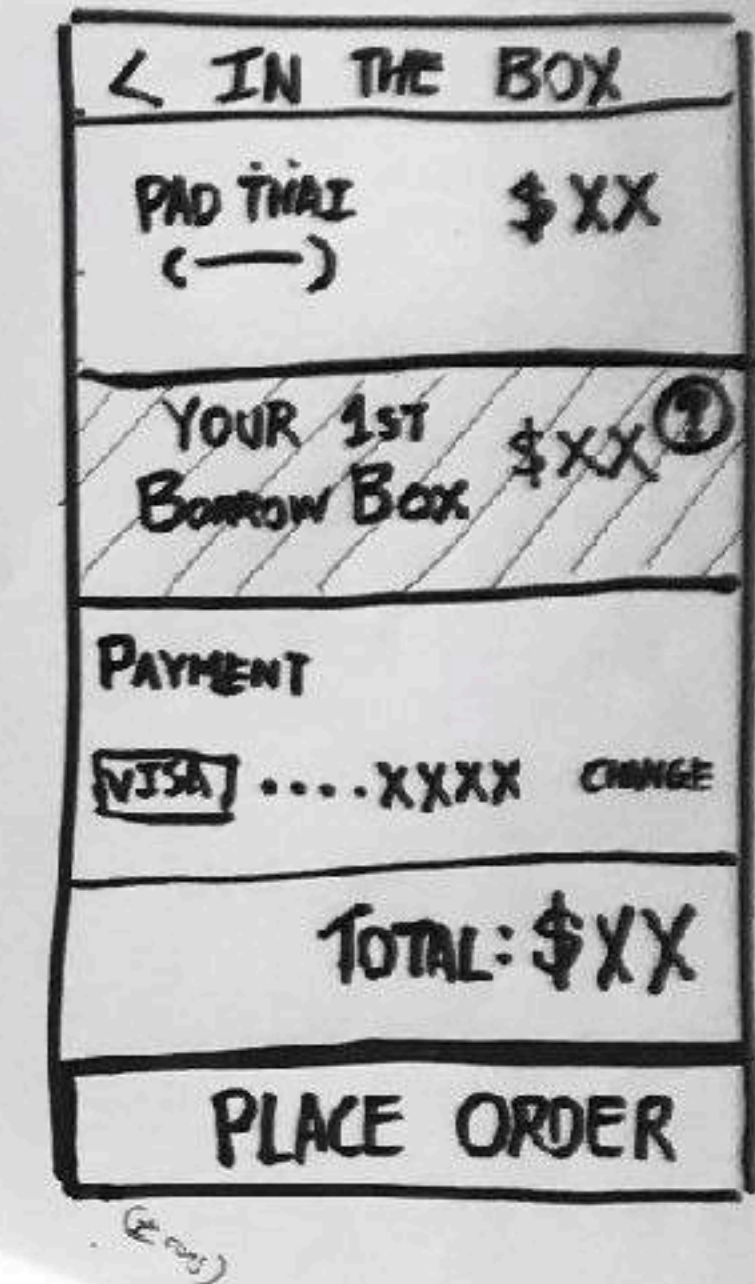 < IN THE BOX
PAD THAI $XX
(—)
YOUR 1ST
BORROW BOX $XX ?
PAYMENT
VISA ....XXXX CHANGE
TOTAL: $XX
PLACE ORDER